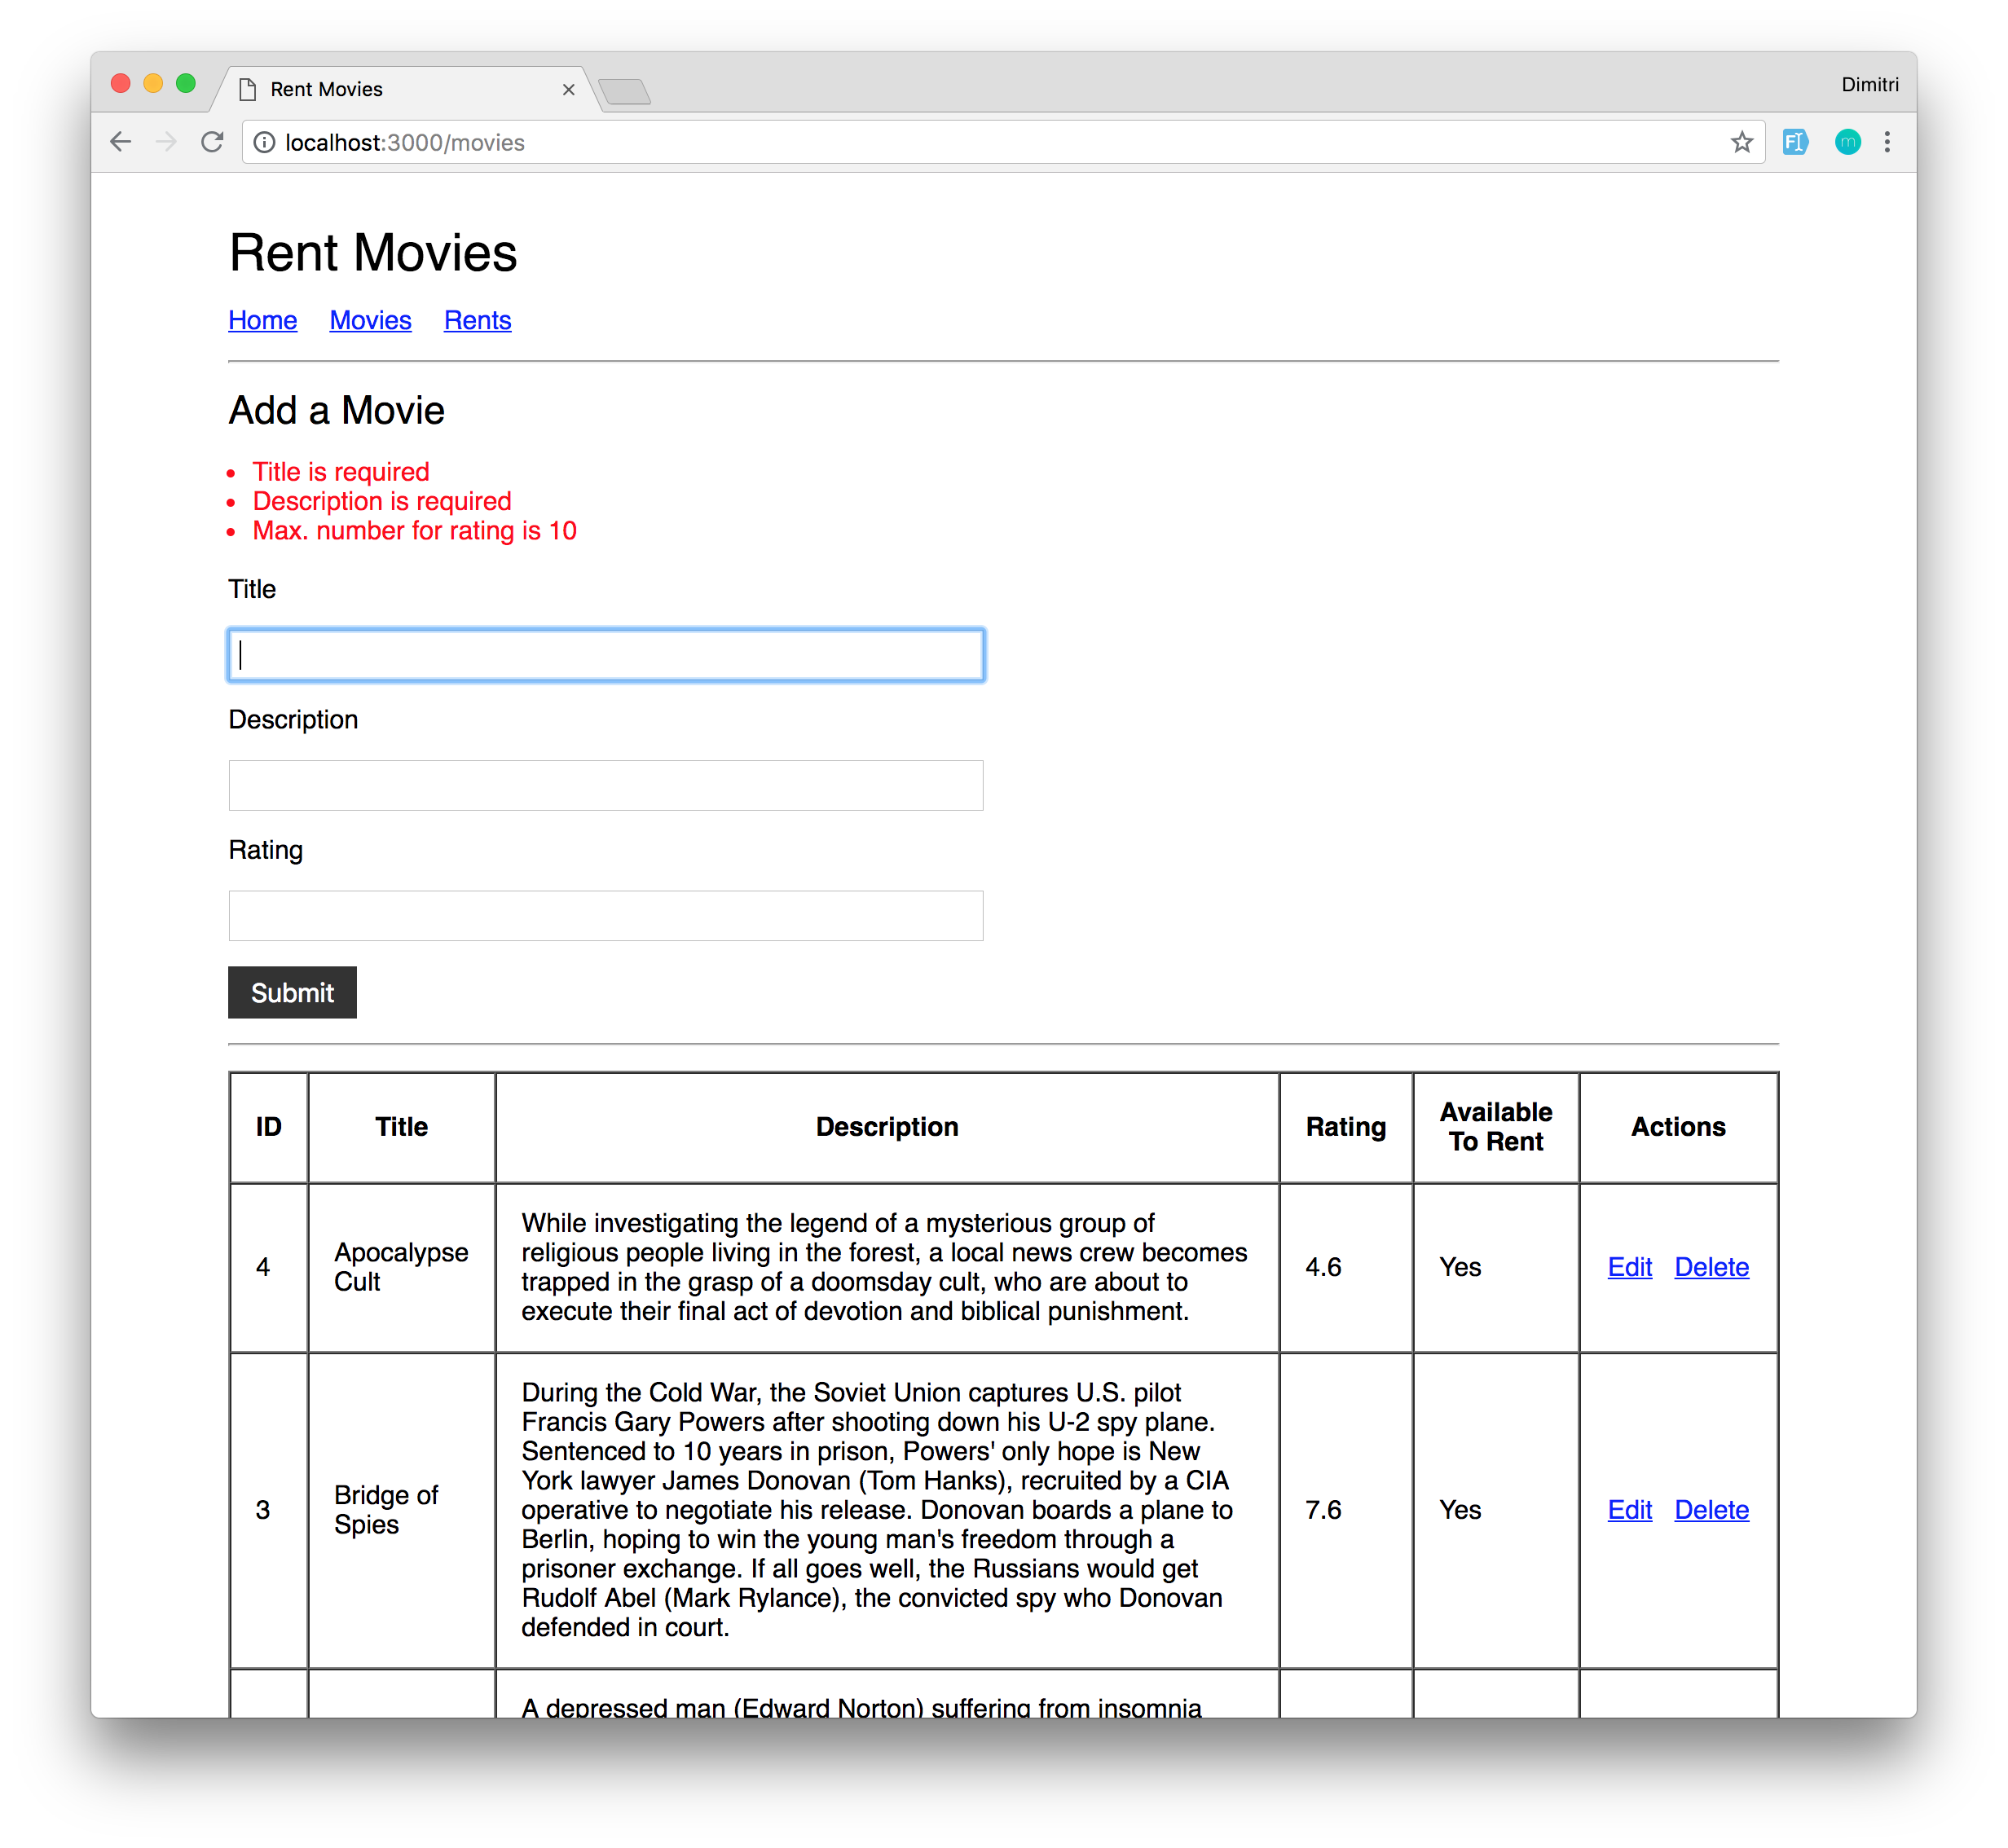 Rent Movies
Dimitri
localhost:3000/movies
Rent Movies
Home Movies Rents
Add a Movie
Title is required
Description is required
Max. number for rating is 10
Title
Description
Rating
Submit
ID Title Description Rating Available To Rent Actions
4
Apocalypse
Cult
While investigating the legend of a mysterious group of
religious people living in the forest, a local news crew becomes
trapped in the grasp of a doomsday cult, who are about to
execute their final act of devotion and biblical punishment.
4.6
Yes
Edit Delete
3
Bridge of
Spies
During the Cold War, the Soviet Union captures U.S. pilot
Francis Gary Powers after shooting down his U-2 spy plane.
Sentenced to 10 years in prison, Powers' only hope is New
York lawyer James Donovan (Tom Hanks), recruited by a CIA
operative to negotiate his release. Donovan boards a plane to
Berlin, hoping to win the young man's freedom through a
prisoner exchange. If all goes well, the Russians would get
Rudolf Abel (Mark Rylance), the convicted spy who Donovan
defended in court.
7.6
Yes
Edit Delete
A depressed man (Edward Norton) suffering from insomnia